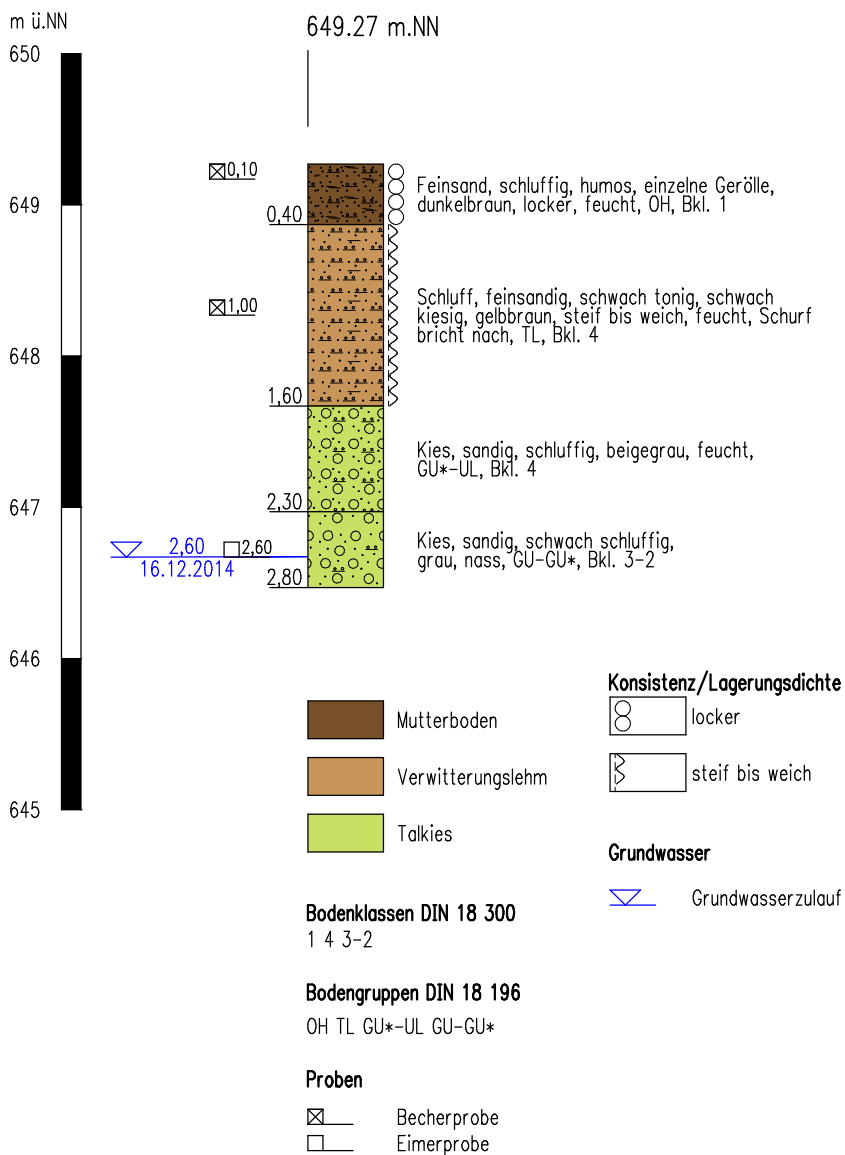 m ü.NN
649.27 m.NN
650
649
648
647
646
645
0,10
0,40
Feinsand, schluffig, humos, einzelne Gerölle,
dunkelbraun, locker, feucht, OH, Bkl. 1
1,00
1,60
Schluff, feinsandig, schwach tonig, schwach
kiesig, gelbbraun, steif bis weich, feucht, Schurf
bricht nach, TL, Bkl. 4
2,30
Kies, sandig, schluffig, beigegrau, feucht,
GU*-UL, Bkl. 4
2,60
2,60
16.12.2014
2,80
Kies, sandig, schwach schluffig,
grau, nass, GU-GU*, Bkl. 3-2
Mutterboden
Verwitterungslehm
Talkies
Konsistenz/Lagerungsdichte
locker
steif bis weich
Grundwasser
Grundwasserzulauf
Bodenklassen DIN 18 300
1 4 3-2
Bodengruppen DIN 18 196
OH TL GU*-UL GU-GU*
Proben
Becherprobe
Eimerprobe